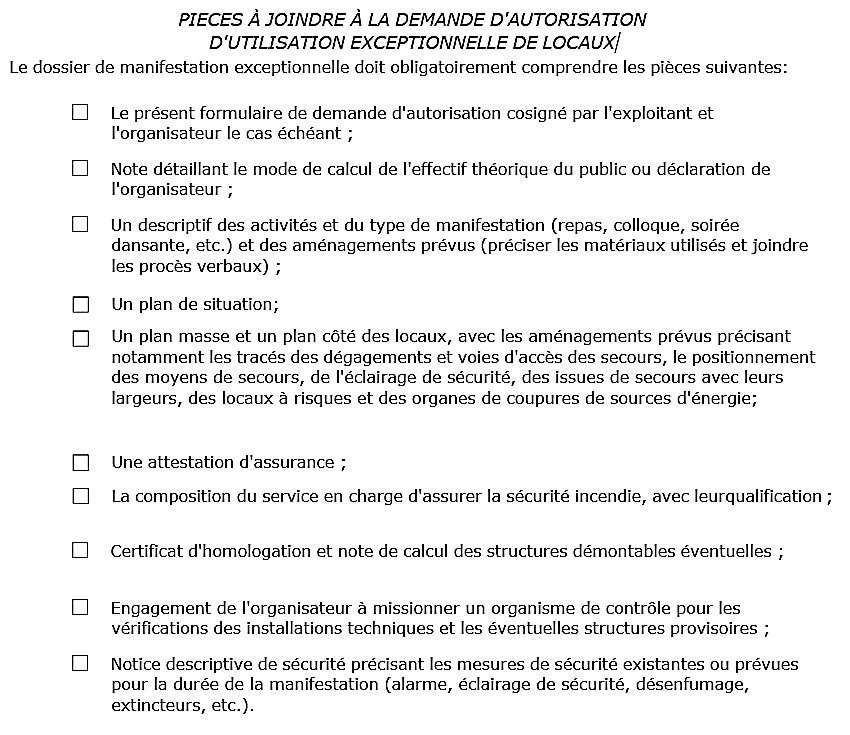 PIECES À JOINDRE À LA DEMANDE D'AUTORISATION
D'UTILISATION EXCEPTIONNELLE DE LOCAUX
Le dossier de manifestation exceptionnelle doit obligatoirement comprendre les pièces suivantes:
Le présent formulaire de demande d'autorisation cosigné par l'exploitant et
l'organisateur le cas échéant ;
Note détaillant le mode de calcul de l'effectif théorique du public ou déclaration de
l'organisateur ;
Un descriptif des activités et du type de manifestation (repas, colloque, soirée
dansante, etc.) et des aménagements prévus (préciser les matériaux utilisés et joindre
les procès verbaux) ;
Un plan de situation;
Un plan masse et un plan côté des locaux, avec les aménagements prévus précisant
notamment les tracés des dégagements et voies d'accès des secours, le positionnement
des moyens de secours, de l'éclairage de sécurité, des issues de secours avec leurs
largeurs, des locaux à risques et des organes de coupures de sources d'énergie;
Une attestation d'assurance ;
La composition du service en charge d'assurer la sécurité incendie, avec leurqualification ;
Certificat d'homologation et note de calcul des structures démontables éventuelles ;
Engagement de l'organisateur à missionner un organisme de contrôle pour les
vérifications des installations techniques et les éventuelles structures provisoires ;
Notice descriptive de sécurité précisant les mesures de sécurité existantes ou prévues
pour la durée de la manifestation (alarme, éclairage de sécurité, désenfumage,
extincteurs, etc.).